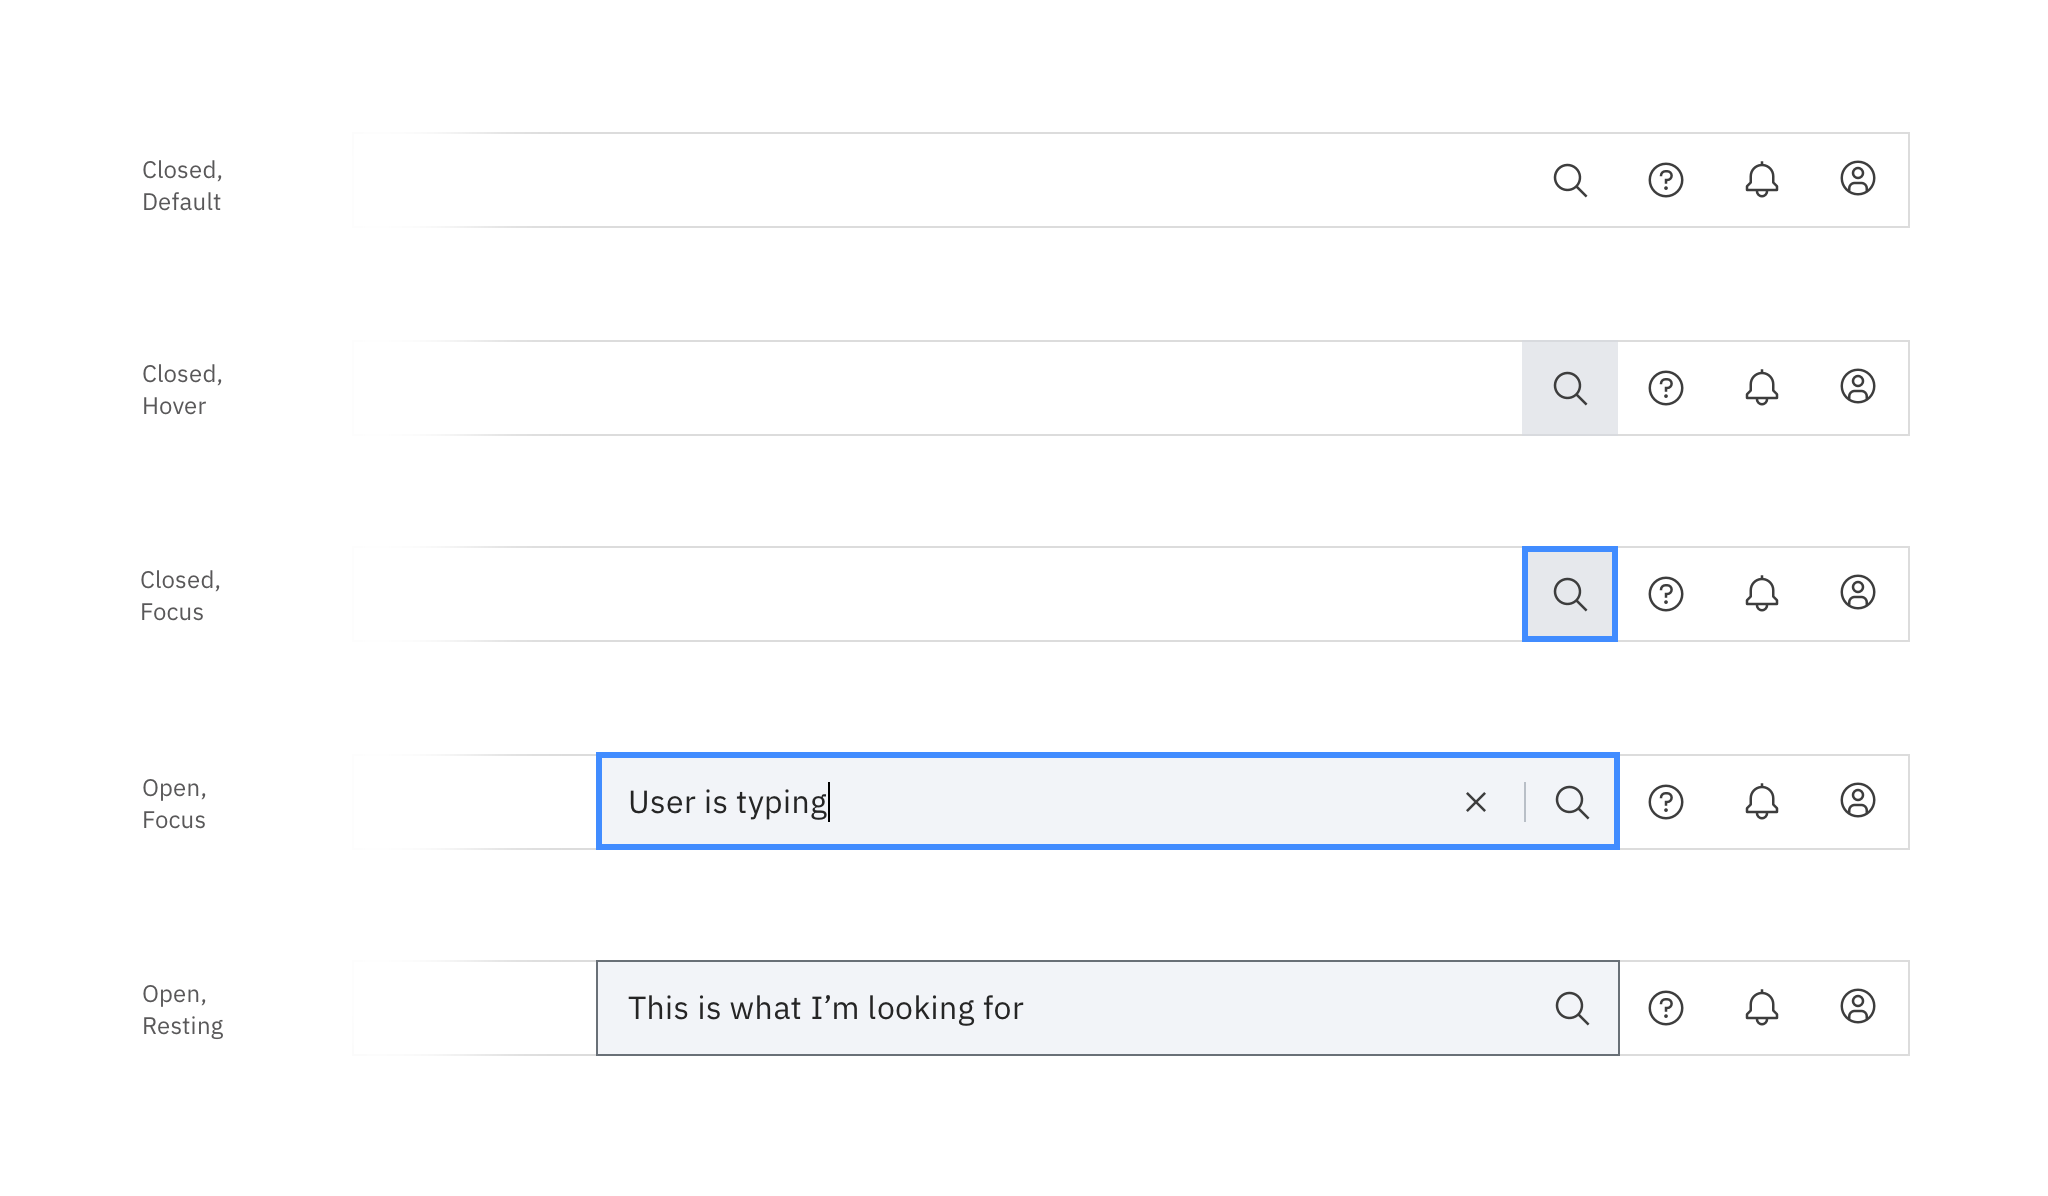 Closed,
Default
Closed,
Hover
Closed,
Focus
Open,
Focus
User is typing
Open,
Resting
This is what I’m looking for